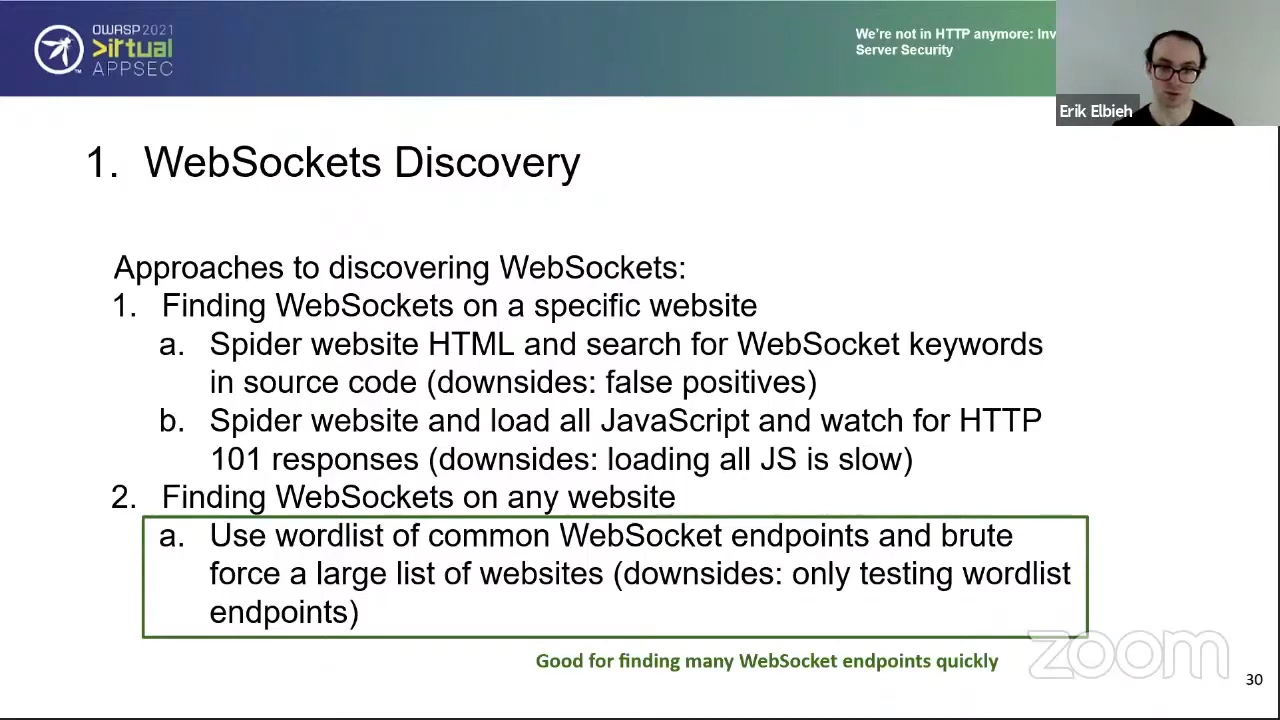 OWASP2021
Virtual
APPSEC
We're not in HTTP anymore: Inv
Server Security
Erik Elbieh
1. WebSockets Discovery
Approaches to discovering WebSockets:
1. Finding WebSockets on a specific website
a. Spider website HTML and search for WebSocket keywords
in source code (downsides: false positives)
b. Spider website and load all JavaScript and watch for HTTP
101 responses (downsides: loading all JS is slow)
2. Finding WebSockets on any website
a. Use wordlist of common WebSocket endpoints and brute
force a large list of websites (downsides: only testing wordlist
endpoints)
Good for finding many WebSocket endpoints quickly
zoom
30